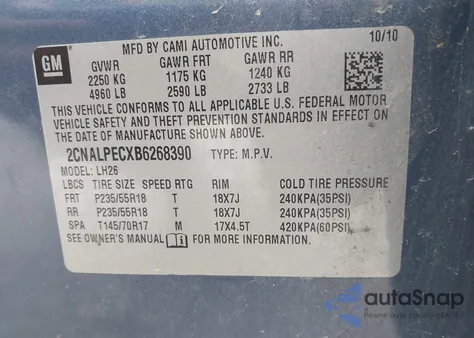 GM
MFD BY CAMI AUTOMOTIVE INC. 10/10
GVWR GAWR FRT GAWR RR
2250 KG 1175 KG 1240 KG
4960 LB 2590 LB 2733 LB
THIS VEHICLE CONFORMS TO ALL APPLICABLE U.S. FEDERAL MOTOR
VEHICLE SAFETY AND THEFT PREVENTION STANDARDS IN EFFECT ON
THE DATE OF MANUFACTURE SHOWN ABOVE.
2CNALPECXB6268390 TYPE: M.P.V.
MODEL: LH26
LBCS TIRE SIZE SPEED RTG RIM COLD TIRE PRESSURE
FRT P235/55R18 T 18X7J 240KPA(35PSI)
RR P235/55R18 T 18X7J 240KPA(35PSI)
SPA T145/70R17 M 17X4.5T 420KPA(60PSI)
SEE OWNER'S MANUAL FOR MORE INFORMATION
autoSnap